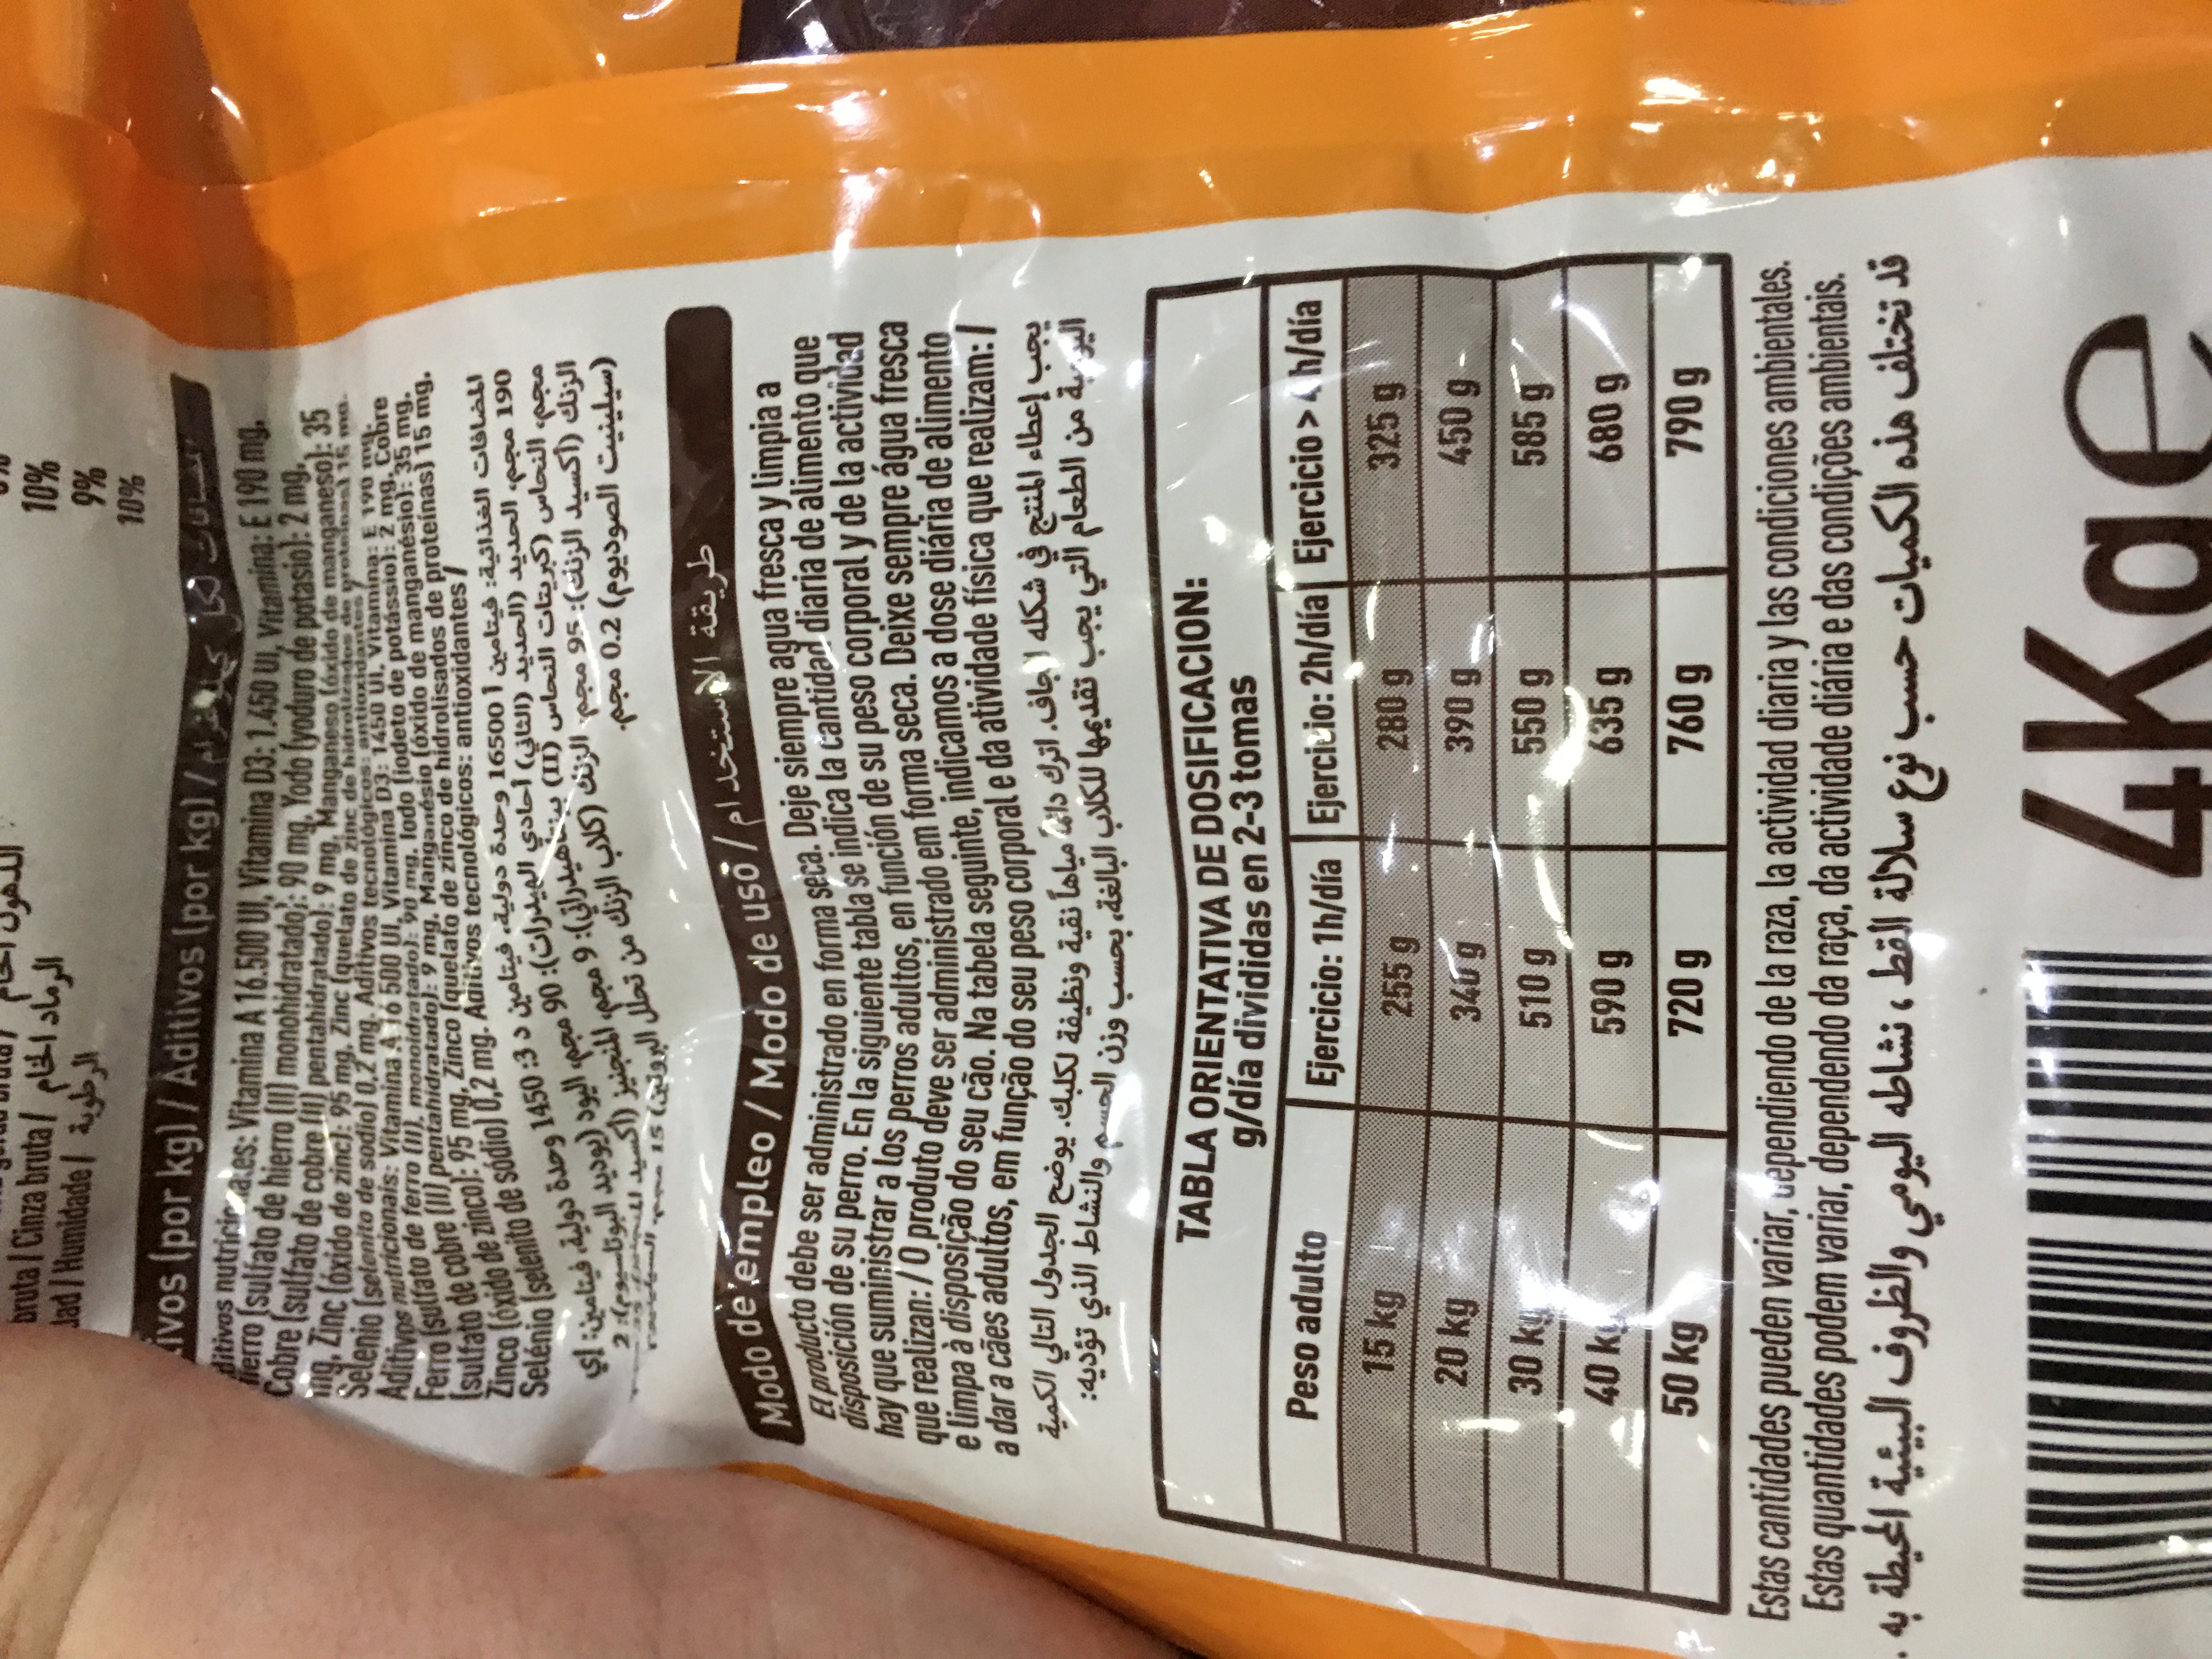 الدهون الخام
bruta / Cinza bruta / الرماد الخام 10%
dad / Humidade / الرطوبة 9%
10%
ivos (por kg) / Aditivos (por kg) / المضافات لكل كيلوغرام
ditivos nutricionales: Vitamina A 16.500 UI, Vitamina D3: 1.450 UI, Vitamina: E 190 mg.
Hierro (sulfato de hierro (II) monohidratado): 90 mg, Yodo (yoduro de potasio): 2 mg.,
Cobre (sulfato de cobre (II) pentahidratado): 9 mg, Manganeso (óxido de manganeso): 35
mg, Zinc (óxido de zinc): 95 mg, Zinc (quelato de zinc de hidrolizados de proteínas) 15 mg.
Selenio (selenito de sodio) 0,2 mg. Aditivos tecnológicos: antioxidantes /
Aditivos nutricionais: Vitamina A 16 500 UI, Vitamina D3: 1450 UI, Vitamina: E 190 mg.
Ferro (sulfato de ferro (II), monoidratado): 90 mg, Iodo (iodeto de potássio): 2 mg, Cobre
(sulfato de cobre (II) pentahidratado): 9 mg, Manganésio (óxido de manganésio): 35 mg,
Zinco (óxido de zinco): 95 mg, Zinco (quelato de zinco de hidrolisados de proteínas) 15 mg,
Selénio (selenito de sódio) 0,2 mg. Aditivos tecnológicos: antioxidantes /
المضافات الغذائية: فيتامين أ 16500 وحدة دولية، فيتامين د 3: 1450 وحدة دولية، فيتامين: إي
190 مجم، الحديد (الحديد (الثاني) أحادي الهيدرات): 90 مجم، اليود (يوديد البوتاسيوم): 2
مجم، النحاس (كبريتات النحاس (II) بينتاهيدراتي): 9 مجم، المنجنيز (أكسيد
الزنك (أكسيد الزنك): 95 مجم، الزنك (كلاب الزنك من تحلل البروتين) 15 مجم، السيلينيوم
(سيلينيت الصوديوم) 0.2 مجم.
Modo de empleo / Modo de uso / طريقة الاستخدام
El producto debe ser administrado en forma seca. Deje siempre agua fresca y limpia a
disposición de su perro. En la siguiente tabla se indica la cantidad diaria de alimento que
hay que suministrar a los perros adultos, en función de su peso corporal y de la actividad
que realizan: / O produto deve ser administrado em forma seca. Deixe sempre água fresca
e limpa à disposição do seu cão. Na tabela seguinte, indicamos a dose diária de alimento
a dar a cães adultos, em função do seu peso corporal e da atividade física que realizam: /
يجب إعطاء المنتج في شكله الجاف. اترك دائماً مياهاً نقية ونظيفة لكلبك. يوضح الجدول التالي الكمية
اليومية من الطعام التي يجب تقديمها للكلاب البالغة، بحسب وزن الجسم والنشاط الذي تؤديه:
TABLA ORIENTATIVA DE DOSIFICACION:
g/día divididas en 2-3 tomas
Peso adulto Ejercicio: 1h/día Ejercicio: 2h/día Ejercicio > 4 h/día
15 kg 255 g 280 g 325 g
20 kg 340 g 390 g 450 g
30 kg 510 g 550 g 585 g
40 kg 590 g 635 g 680 g
50 kg 720 g 760 g 790 g
Estas cantidades pueden variar, dependiendo de la raza, la actividad diaria y las condiciones ambientales.
Estas quantidades podem variar, dependendo da raça, da actividade diária e das condições ambientais.
قد تختلف هذه الكميات حسب نوع سلالة القط ، نشاطه اليومي والظروف البيئية المحيطة به .
4Kg e